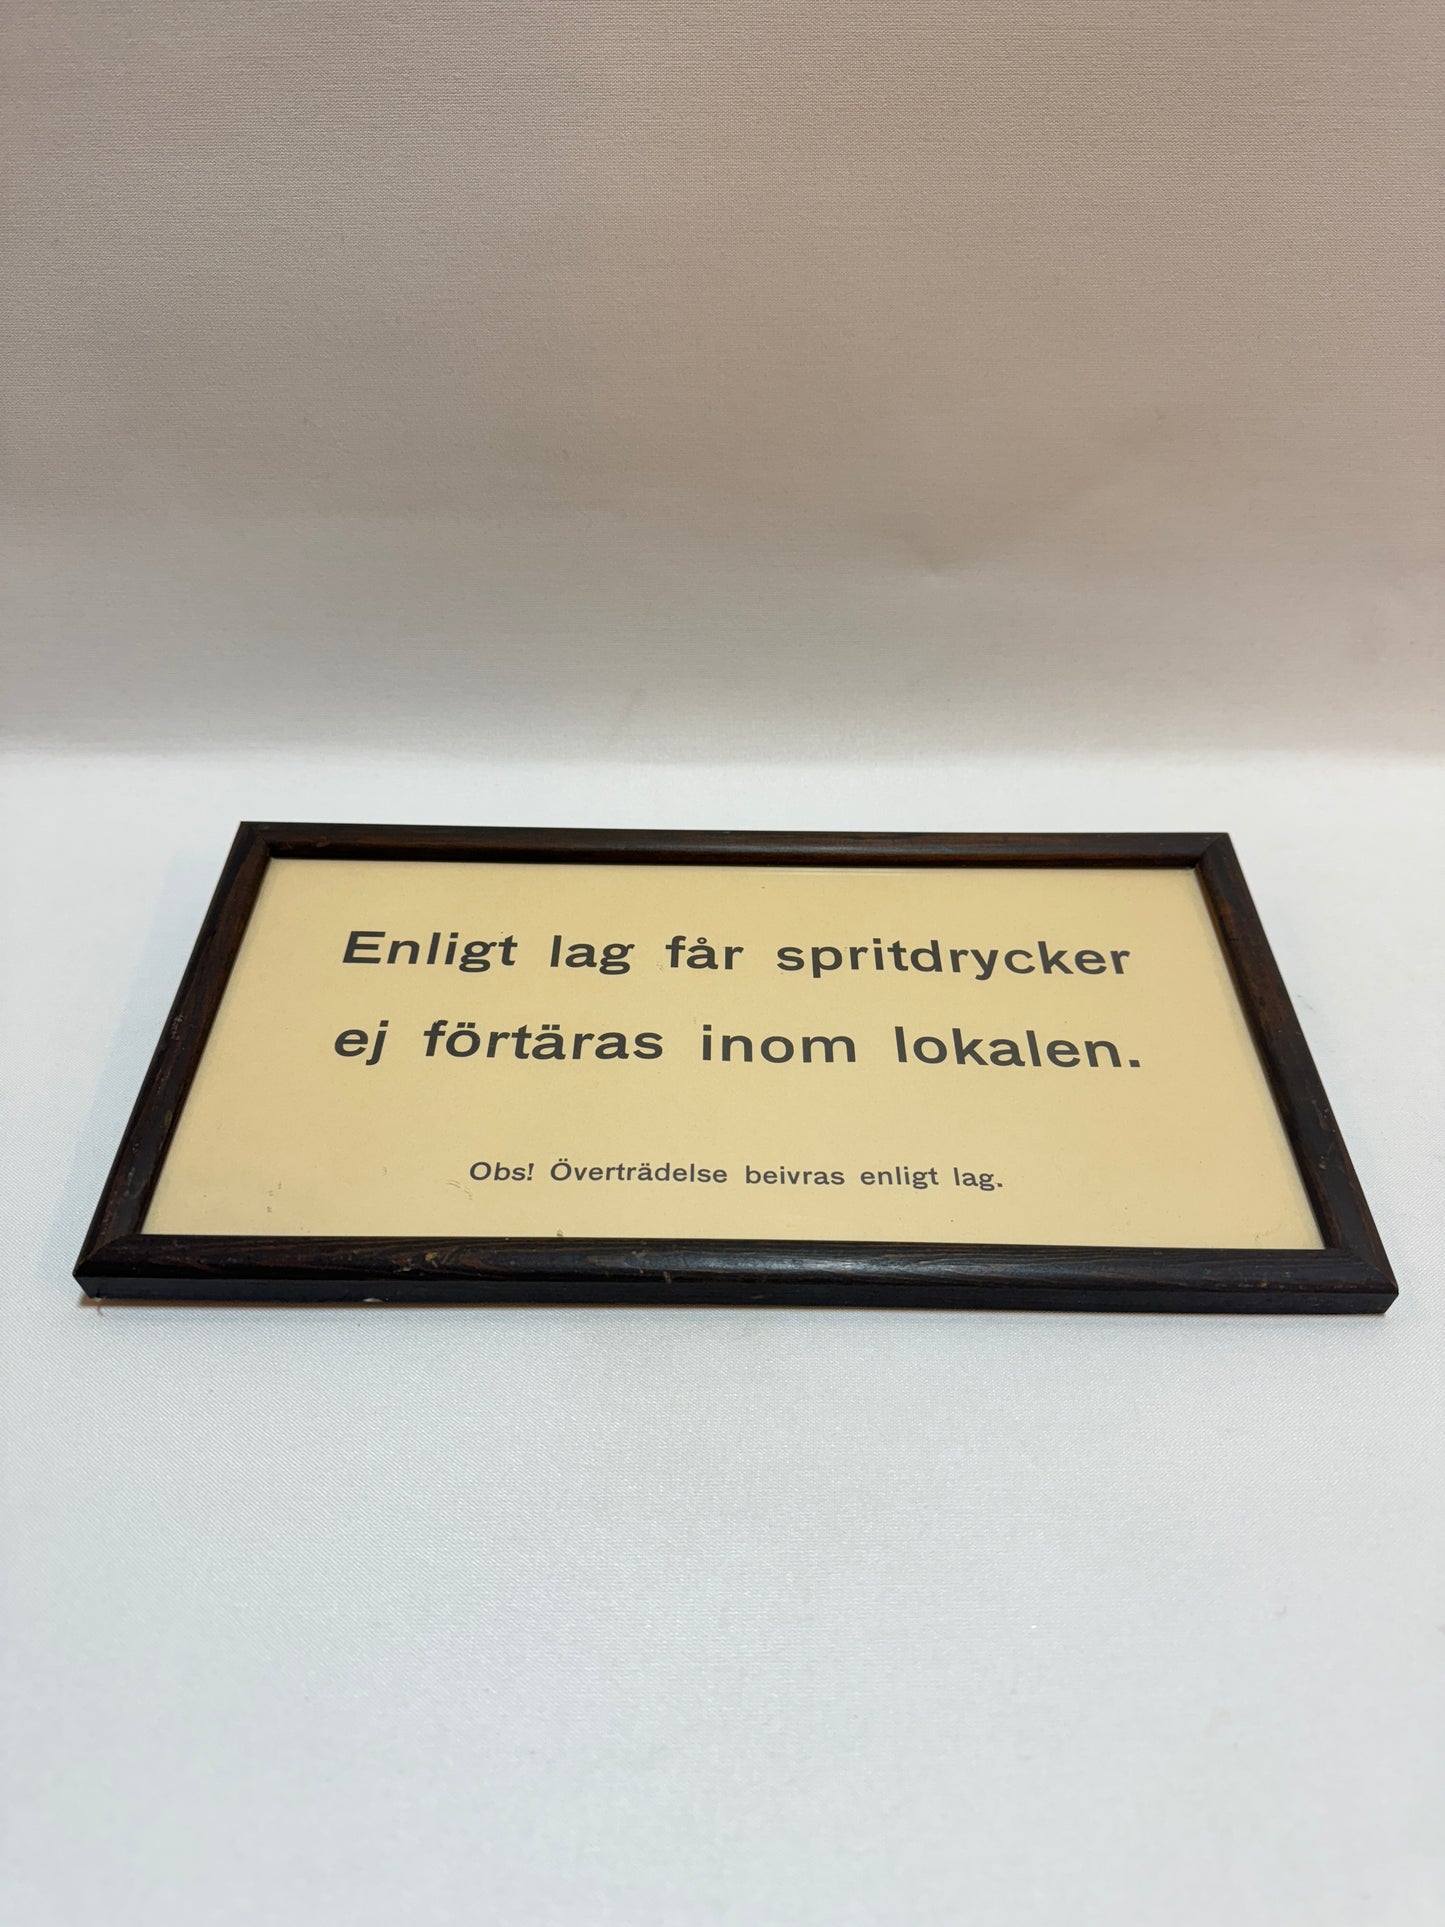 Enligt lag får spritdrycker
ej förtäras inom lokalen.
Obs! Överträdelse beivras enligt lag.